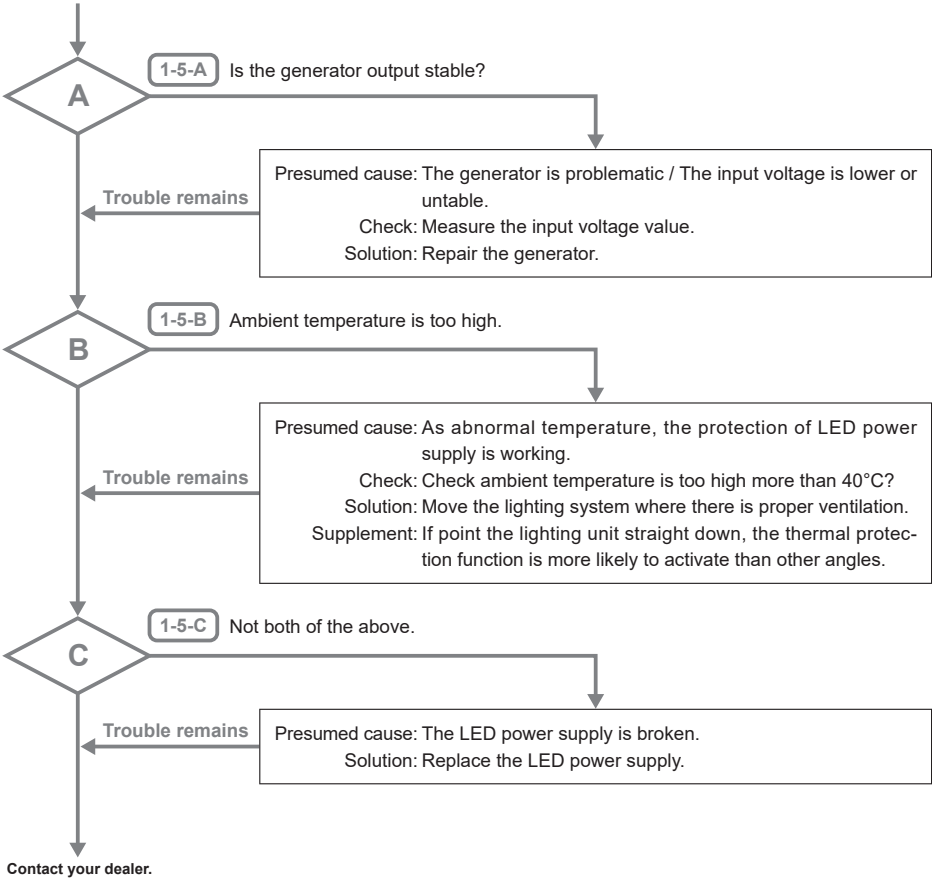 1-5-A Is the generator output stable?
A
Presumed cause: The generator is problematic / The input voltage is lower or
untable.
Trouble remains
Check: Measure the input voltage value.
Solution: Repair the generator.
1-5-B Ambient temperature is too high.
B
Presumed cause: As abnormal temperature, the protection of LED power
supply is working.
Trouble remains
Check: Check ambient temperature is too high more than 40°C?
Solution: Move the lighting system where there is proper ventilation.
Supplement: If point the lighting unit straight down, the thermal protec-
tion function is more likely to activate than other angles.
1-5-C Not both of the above.
C
Trouble remains
Presumed cause: The LED power supply is broken.
Solution: Replace the LED power supply.
Contact your dealer.